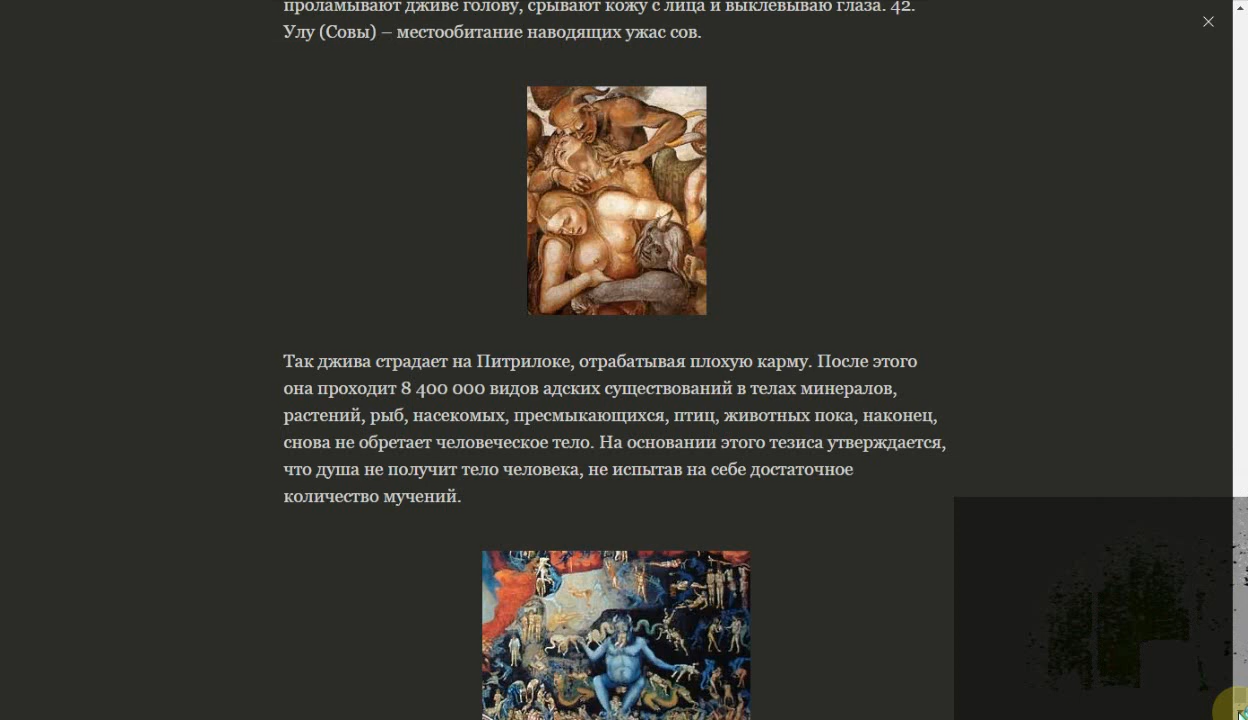 проламывают дживе голову, срывают кожу с лица и выклевываю глаза. 42.
Улу (Совы) – местообитание наводящих ужас сов.
Так джива страдает на Питрилоке, отрабатывая плохую карму. После этого
она проходит 8 400 000 видов адских существований в телах минералов,
растений, рыб, насекомых, пресмыкающихся, птиц, животных пока, наконец,
снова не обретает человеческое тело. На основании этого тезиса утверждается,
что душа не получит тело человека, не испытав на себе достаточное
количество мучений.